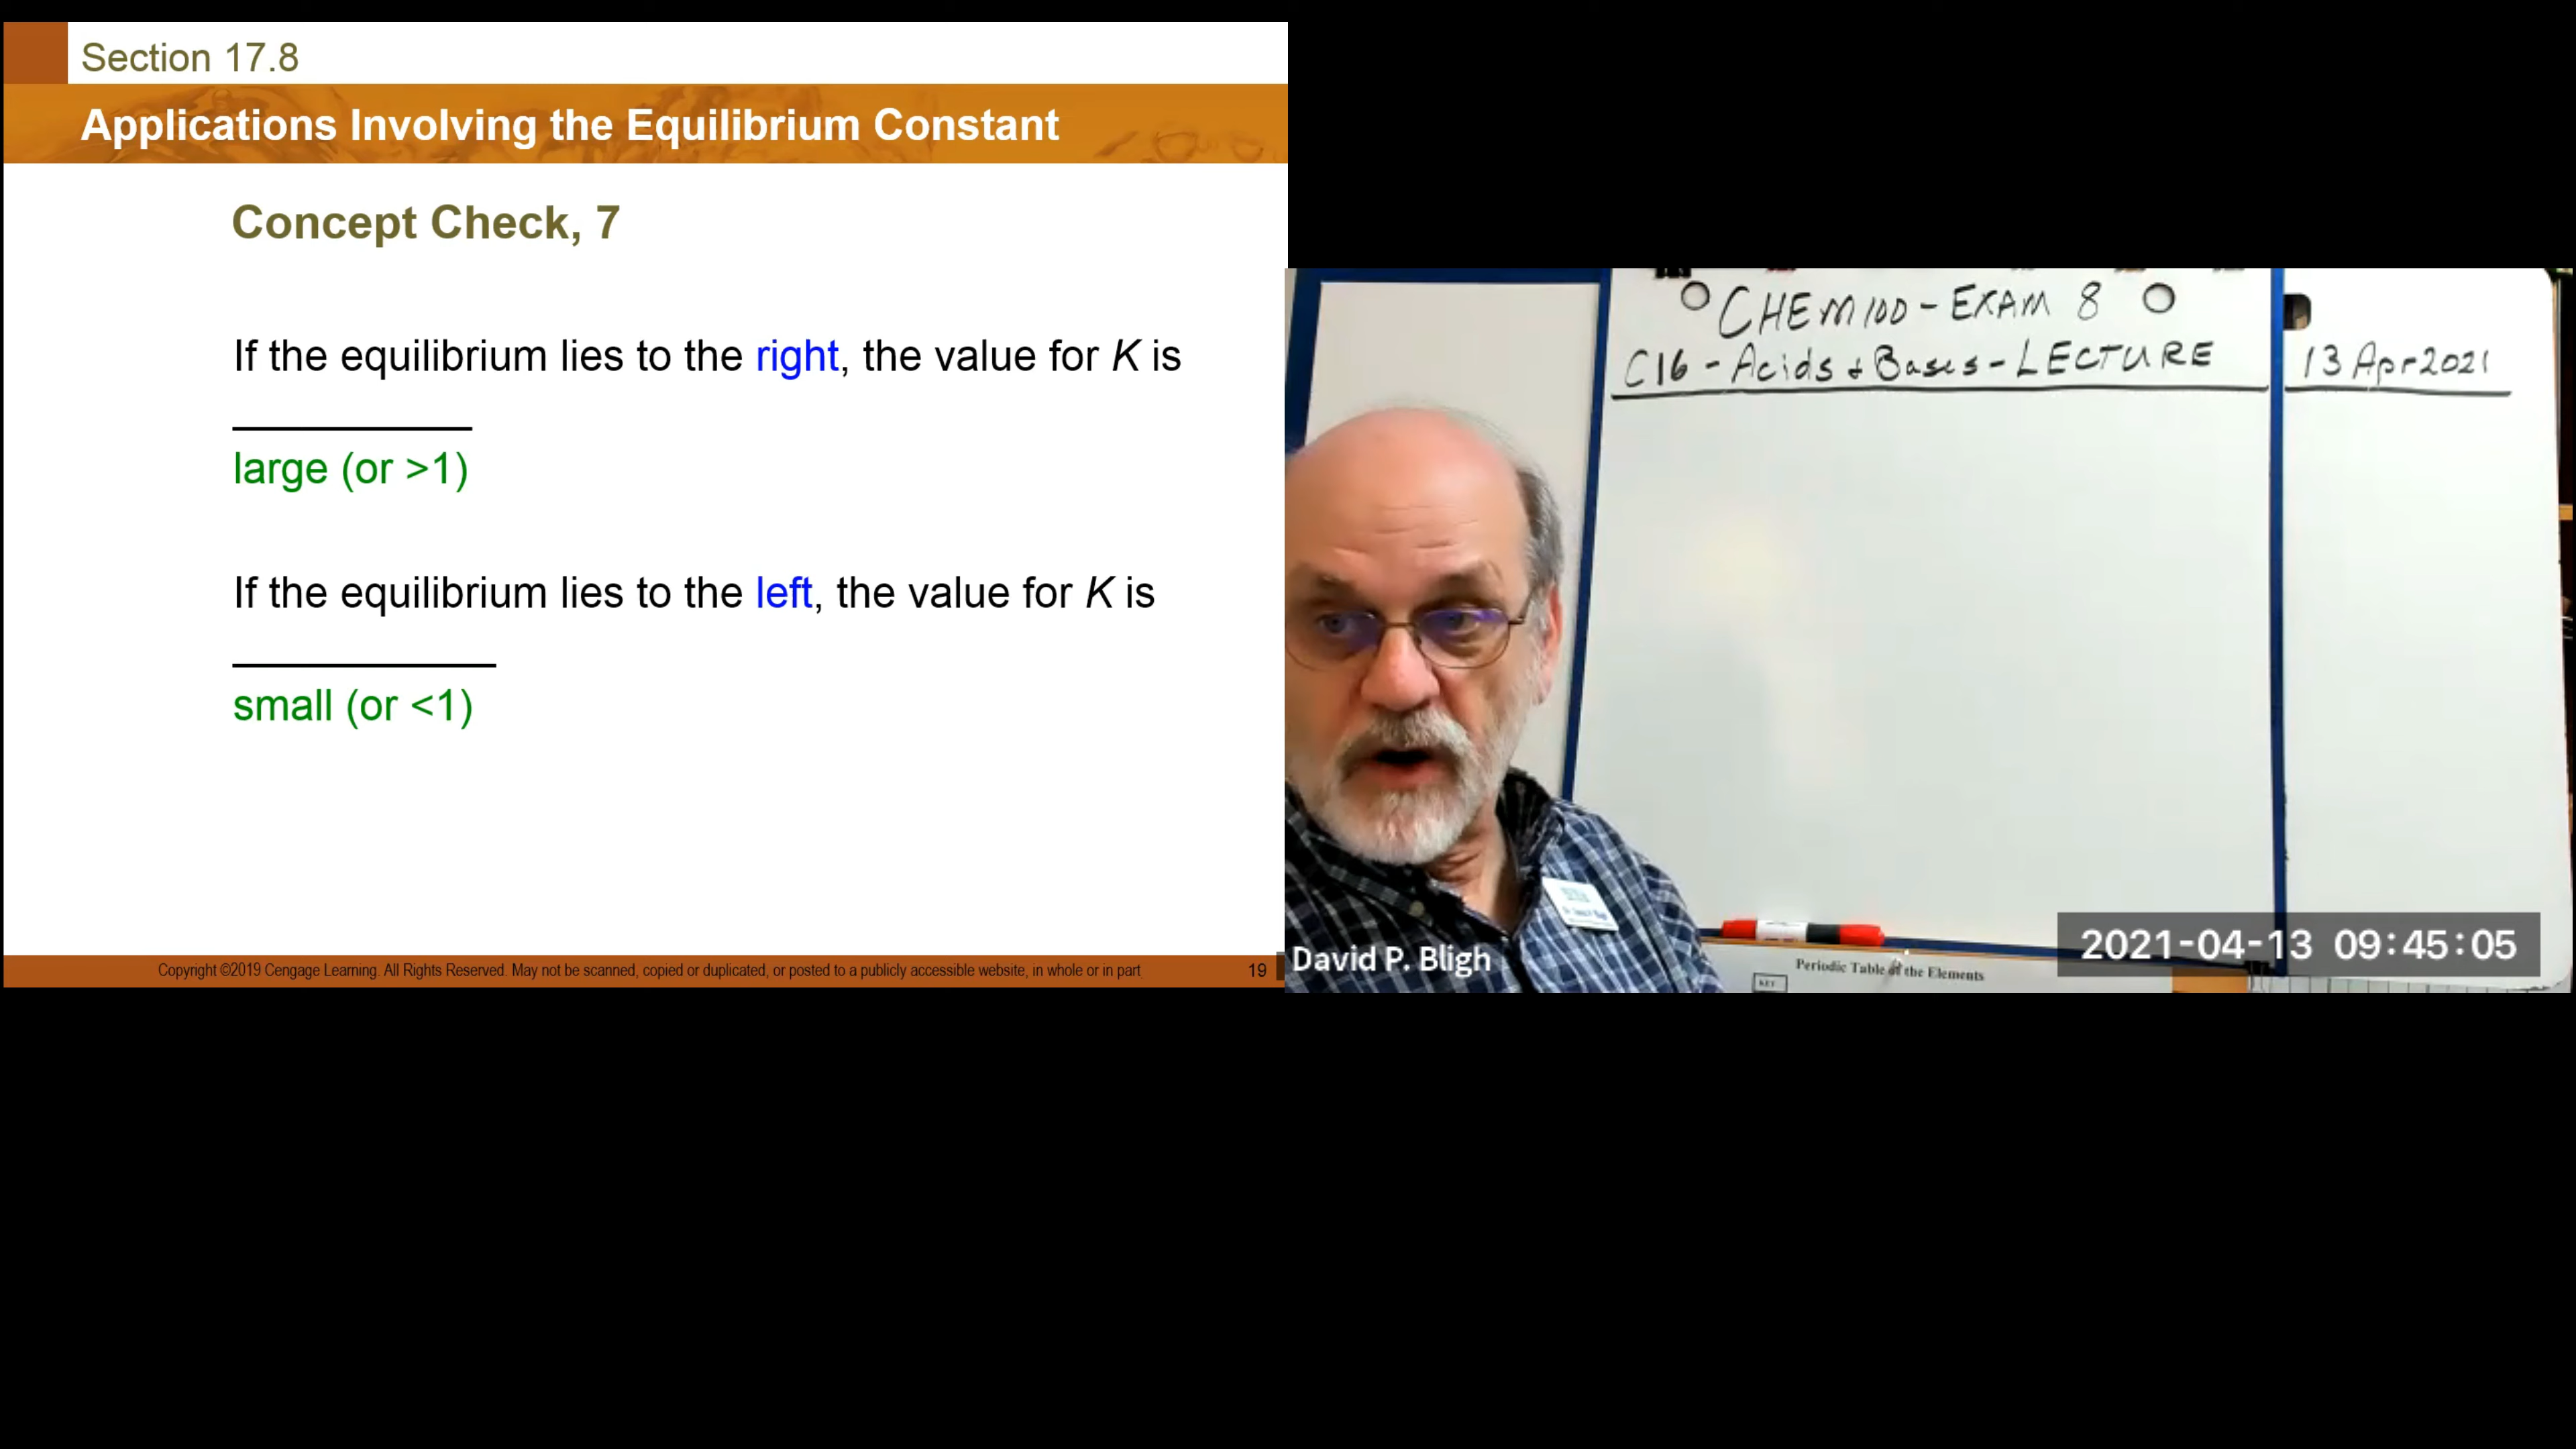 Section 17.8
Applications Involving the Equilibrium Constant
Concept Check, 7
If the equilibrium lies to the right, the value for K is
large (or >1)
If the equilibrium lies to the left, the value for K is
small (or <1)
Copyright ©2019 Cengage Learning. All Rights Reserved. May not be scanned, copied or duplicated, or posted to a publicly accessible website, in whole or in part
19
CHEM 100 - EXAM 8
C16 - Acids + Bases - LECTURE
13 Apr 2021
David P. Bligh
2021-04-13 09:45:05
Periodic Table of the Elements
KEY